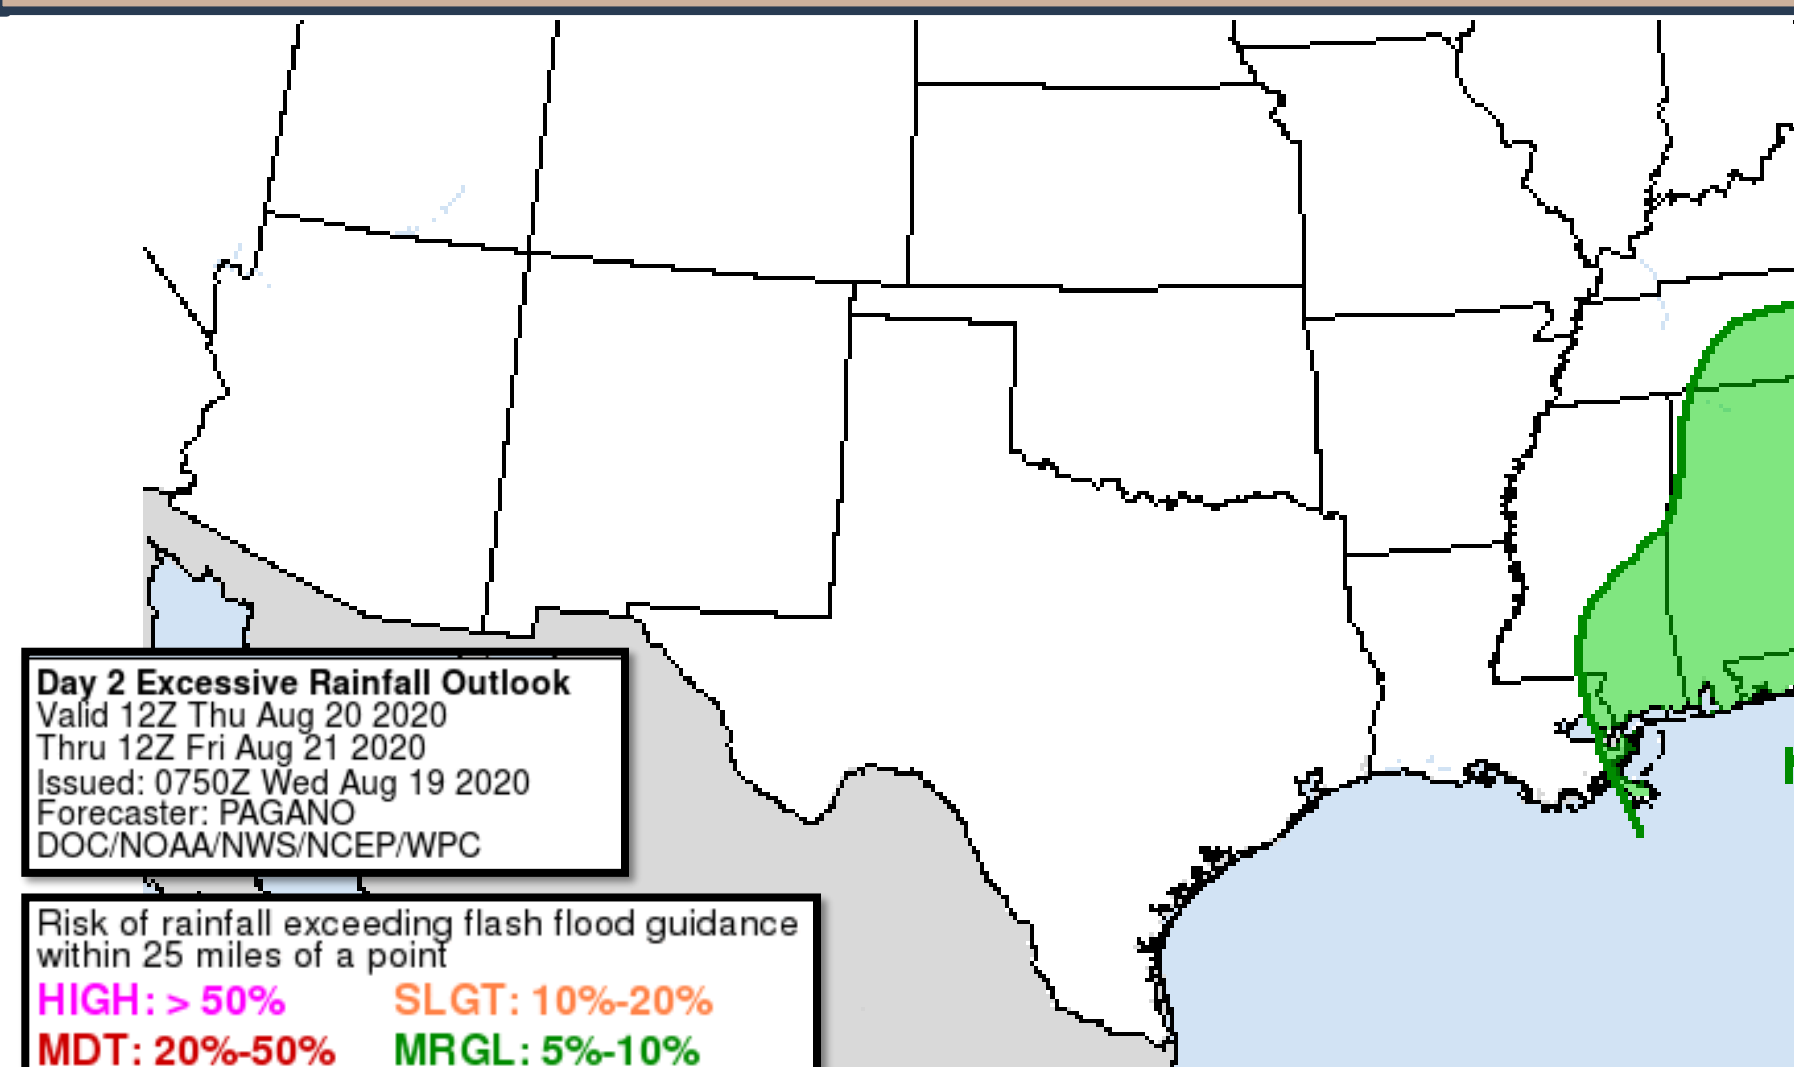 Day 2 Excessive Rainfall Outlook
Valid 12Z Thu Aug 20 2020
Thru 12Z Fri Aug 21 2020
Issued: 0750Z Wed Aug 19 2020
Forecaster: PAGANO
DOC/NOAA/NWS/NCEP/WPC
Risk of rainfall exceeding flash flood guidance
within 25 miles of a point
HIGH: > 50% SLGT: 10%-20%
MDT: 20%-50% MRGL: 5%-10%